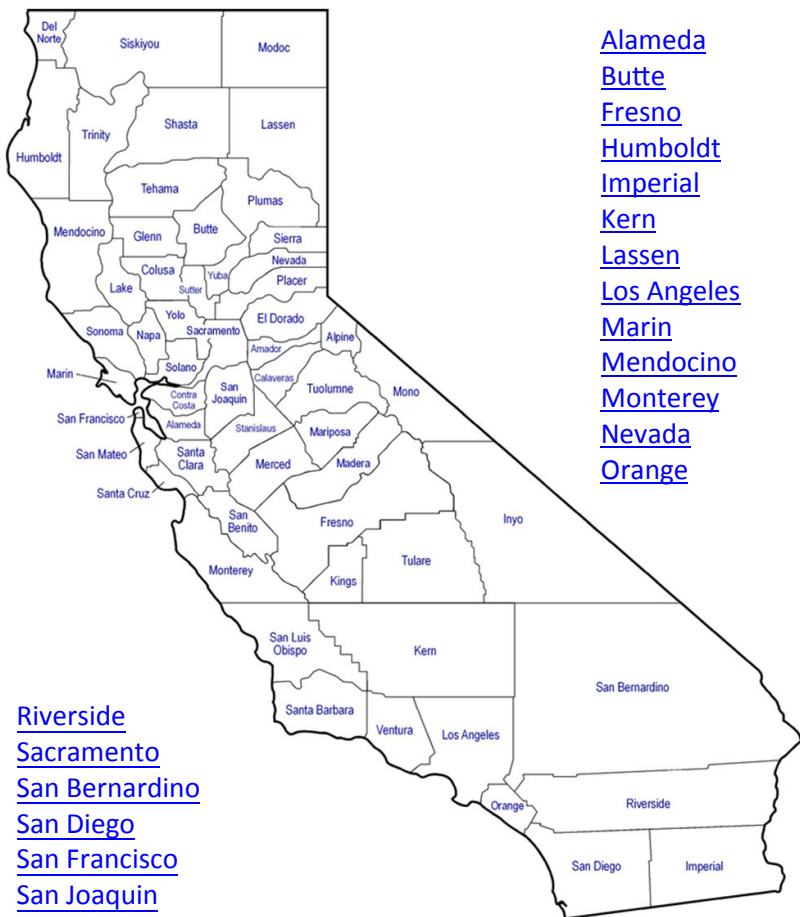 Del
Norte
Siskiyou
Modoc
Trinity
Shasta
Lassen
Humboldt
Tehama
Plumas
Mendocino
Glenn
Butte
Sierra
Nevada
Placer
Colusa
Yuba
Sutter
Lake
Yolo
El Dorado
Sonoma
Napa
Sacramento
Alpine
Amador
Solano
Marin
Calaveras
Contra
Costa
San
Joaquin
Tuolumne
Mono
San Francisco
Alameda
Stanislaus
Mariposa
San Mateo
Santa
Clara
Merced
Madera
Santa Cruz
San
Benito
Fresno
Inyo
Monterey
Kings
Tulare
San Luis
Obispo
Kern
San Bernardino
Santa Barbara
Ventura
Los Angeles
Orange
Riverside
San Diego
Imperial
Alameda
Butte
Fresno
Humboldt
Imperial
Kern
Lassen
Los Angeles
Marin
Mendocino
Monterey
Nevada
Orange
Riverside
Sacramento
San Bernardino
San Diego
San Francisco
San Joaquin